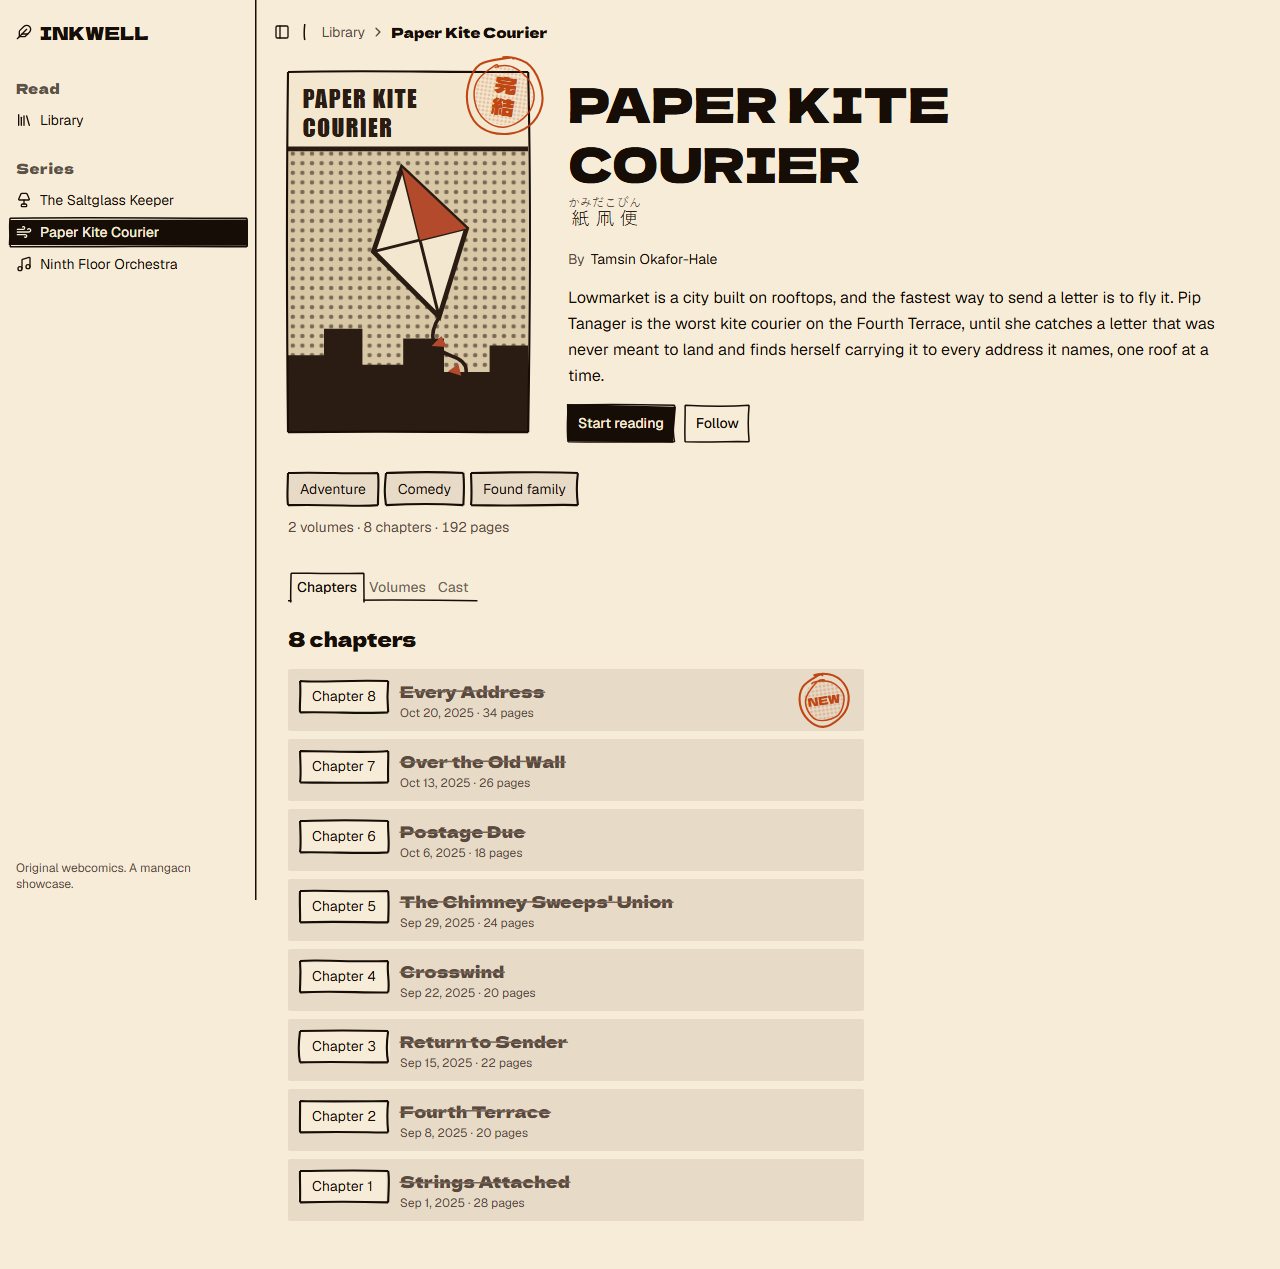 INKWELL
Read
Library
Series
The Saltglass Keeper
Paper Kite Courier
Ninth Floor Orchestra
Original webcomics. A mangacn
showcase.
Library > Paper Kite Courier
PAPER KITE
COURIER
完
結
PAPER KITE
COURIER
かみだこびん
紙凧便
By Tamsin Okafor-Hale
Lowmarket is a city built on rooftops, and the fastest way to send a letter is to fly it. Pip
Tanager is the worst kite courier on the Fourth Terrace, until she catches a letter that was
never meant to land and finds herself carrying it to every address it names, one roof at a
time.
Start reading
Follow
Adventure
Comedy
Found family
2 volumes · 8 chapters · 192 pages
Chapters
Volumes
Cast
8 chapters
Chapter 8
Every Address
Oct 20, 2025 · 34 pages
NEW
Chapter 7
Over the Old Wall
Oct 13, 2025 · 26 pages
Chapter 6
Postage Due
Oct 6, 2025 · 18 pages
Chapter 5
The Chimney Sweeps' Union
Sep 29, 2025 · 24 pages
Chapter 4
Crosswind
Sep 22, 2025 · 20 pages
Chapter 3
Return to Sender
Sep 15, 2025 · 22 pages
Chapter 2
Fourth Terrace
Sep 8, 2025 · 20 pages
Chapter 1
Strings Attached
Sep 1, 2025 · 28 pages